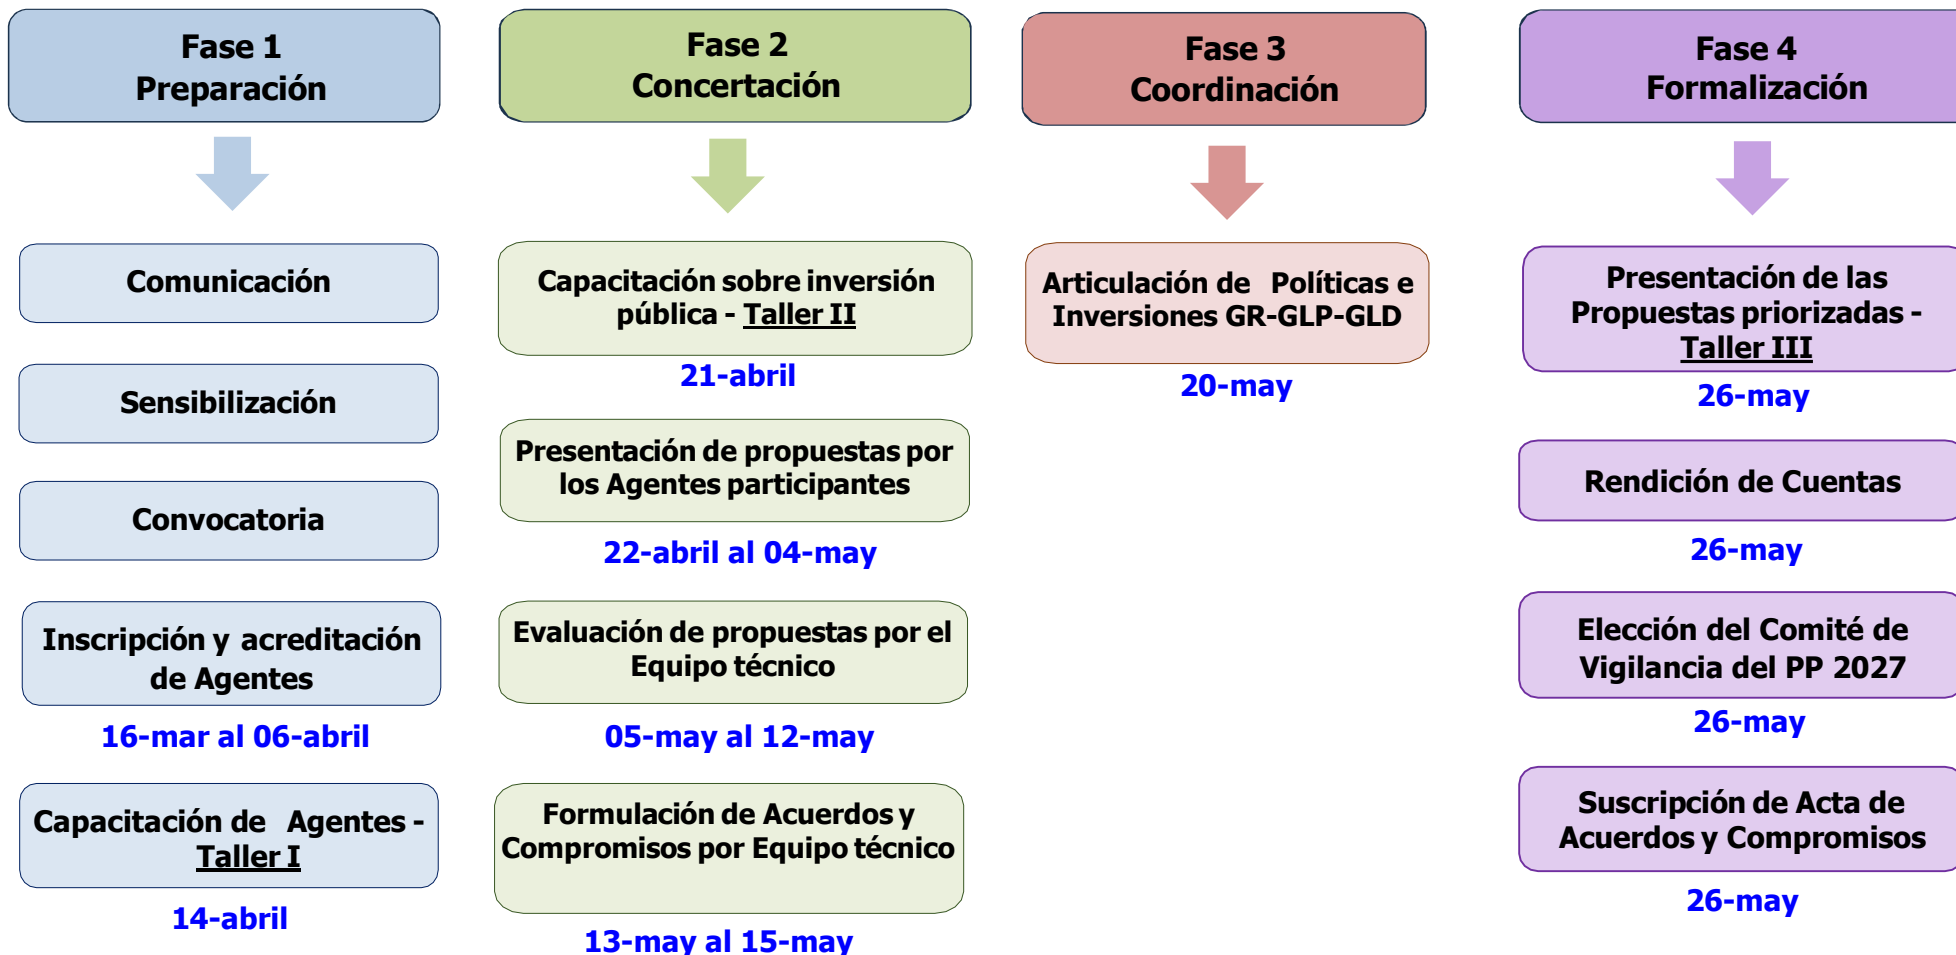 Fase 1
Preparación
Comunicación
Sensibilización
Convocatoria
Inscripción y acreditación
de Agentes
16-mar al 06-abril
Capacitación de Agentes -
Taller I
14-abril
Fase 2
Concertación
Capacitación sobre inversión
pública - Taller II
21-abril
Presentación de propuestas por
los Agentes participantes
22-abril al 04-may
Evaluación de propuestas por el
Equipo técnico
05-may al 12-may
Formulación de Acuerdos y
Compromisos por Equipo técnico
13-may al 15-may
Fase 3
Coordinación
Articulación de Políticas e
Inversiones GR-GLP-GLD
20-may
Fase 4
Formalización
Presentación de las
Propuestas priorizadas -
Taller III
26-may
Rendición de Cuentas
26-may
Elección del Comité de
Vigilancia del PP 2027
26-may
Suscripción de Acta de
Acuerdos y Compromisos
26-may